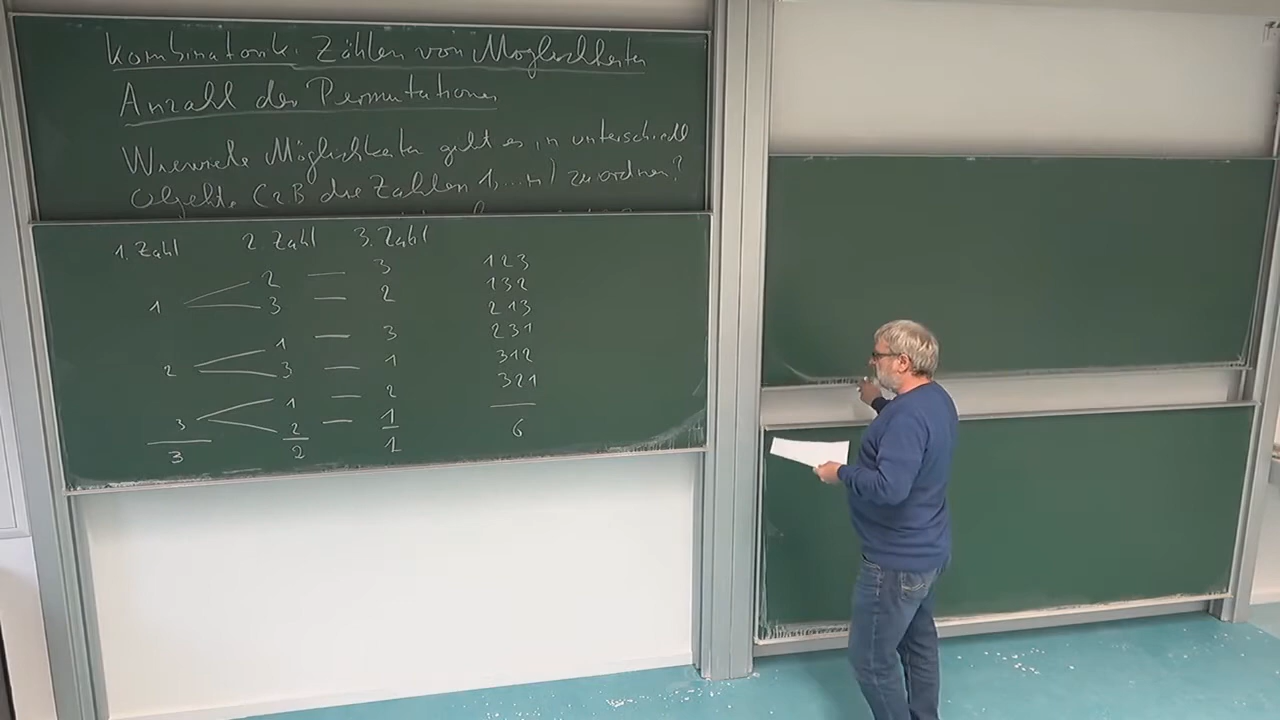 Kombinatorik: Zählen von Möglichkeiten
Anzahl der Permutationen
Wieviele Möglichkeiten gibt es, n unterschiedl
Objekte (z.B die Zahlen 1,...n) zu ordnen?
1. Zahl 2 Zahl 3. Zahl
2 — 3 123
1 3 — 2 132
213
1 — 3 231
2 3 — 1 312
1 — 2 321
3 2 — 1
3 2 1 6